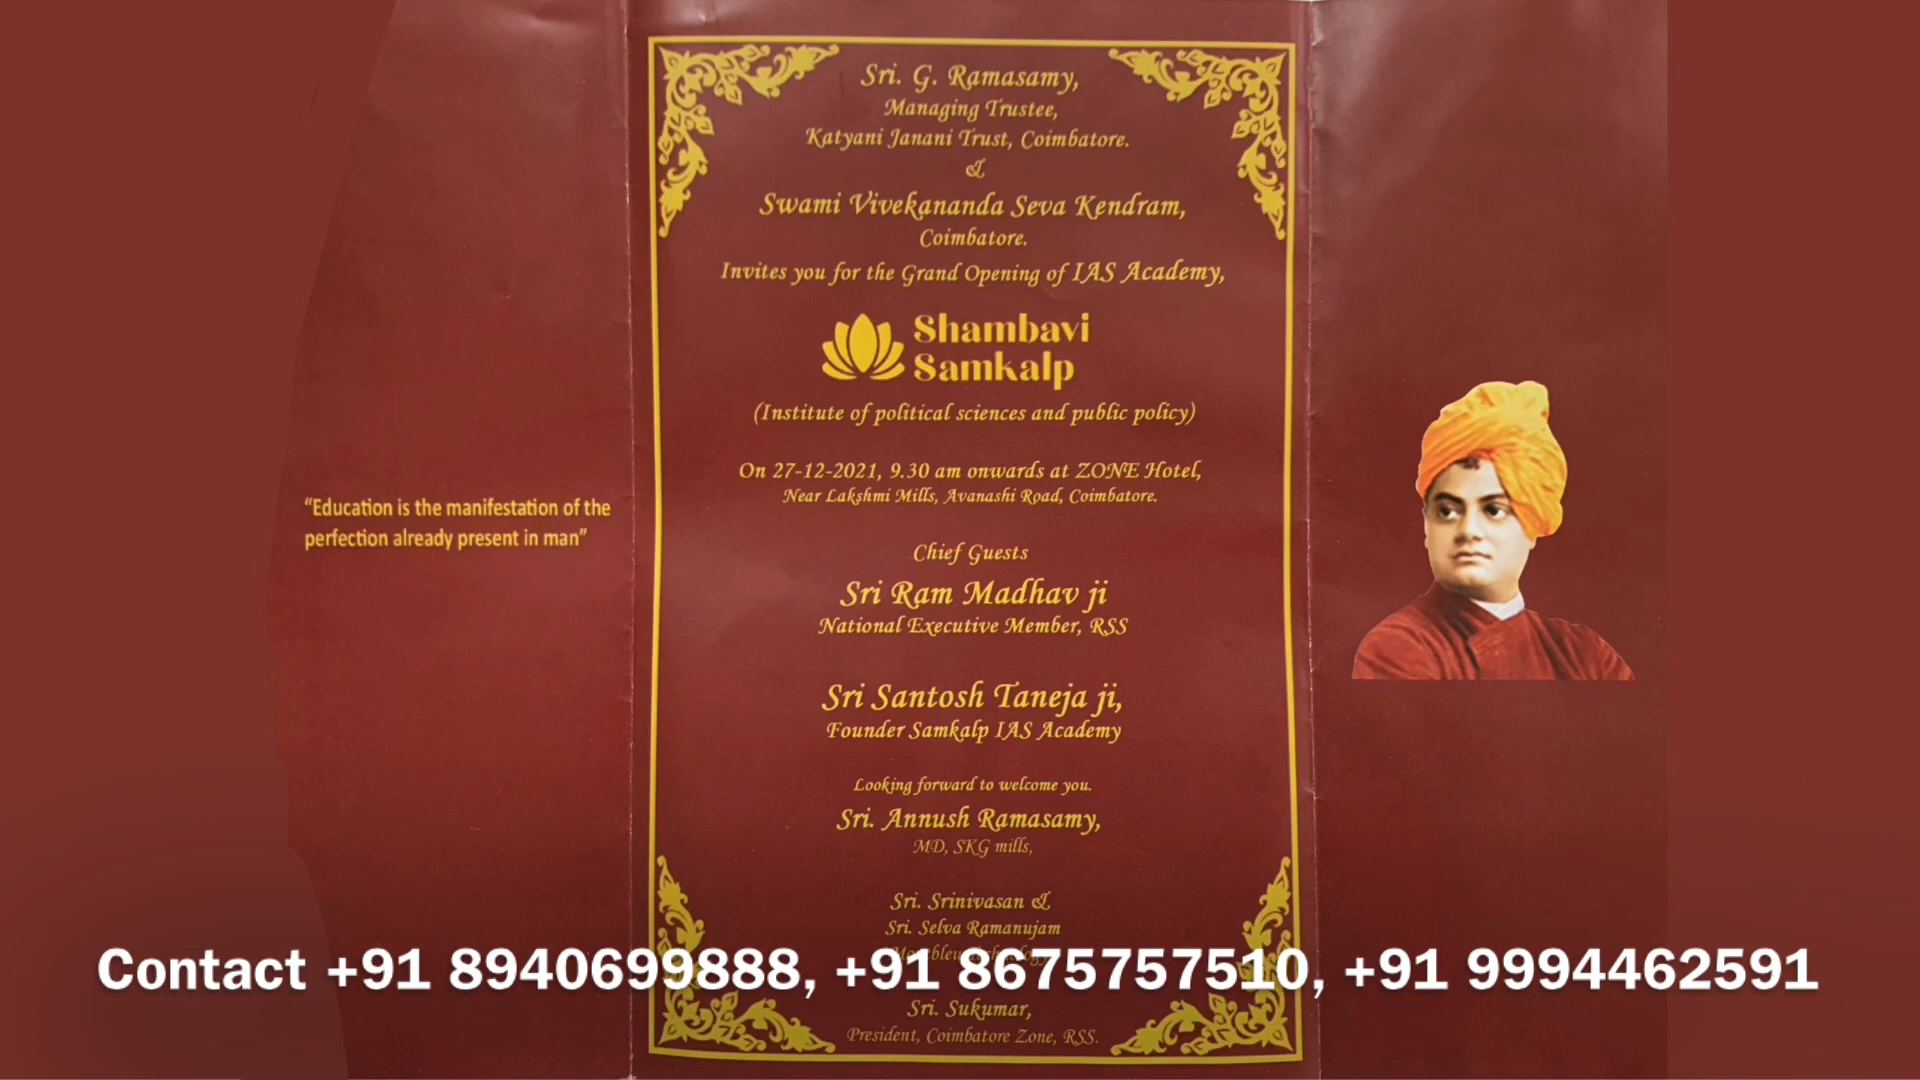 "Education is the manifestation of the
perfection already present in man"
Sri. G. Ramasamy,
Managing Trustee,
Katyani Janani Trust, Coimbatore.
&
Swami Vivekananda Seva Kendram,
Coimbatore.
Invites you for the Grand Opening of IAS Academy,
Shambavi
Samkalp
(Institute of political sciences and public policy)
On 27-12-2021, 9.30 am onwards at ZONE Hotel,
Near Lakshmi Mills, Avanashi Road, Coimbatore.
Chief Guests
Sri Ram Madhav ji
National Executive Member, RSS
Sri Santosh Taneja ji,
Founder Samkalp IAS Academy
Looking forward to welcome you.
Sri. Annush Ramasamy,
MD, SKG mills,
Sri. Srinivasan &
Sri. Selva Ramanujam
Contact +91 8940699888, +91 8675757510, +91 9994462591
Sri. Sukumar,
President, Coimbatore Zone, RSS.